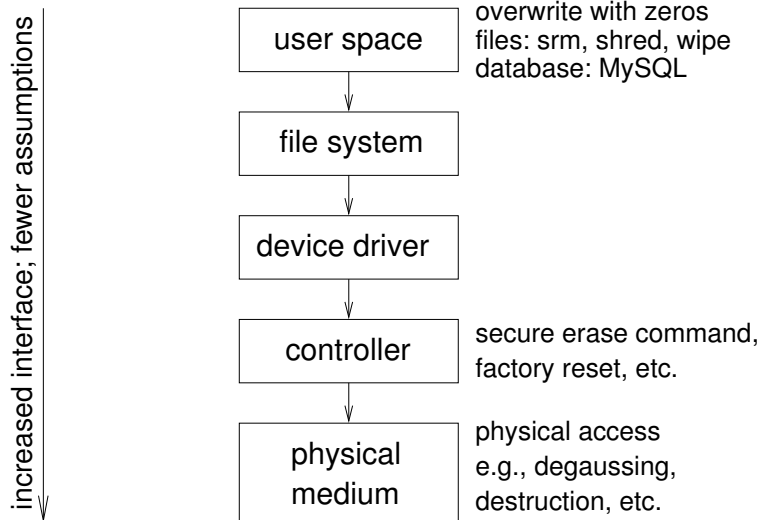 increased interface; fewer assumptions
user space
overwrite with zeros
files: srm, shred, wipe
database: MySQL
file system
device driver
controller
secure erase command,
factory reset, etc.
physical
medium
physical access
e.g., degaussing,
destruction, etc.